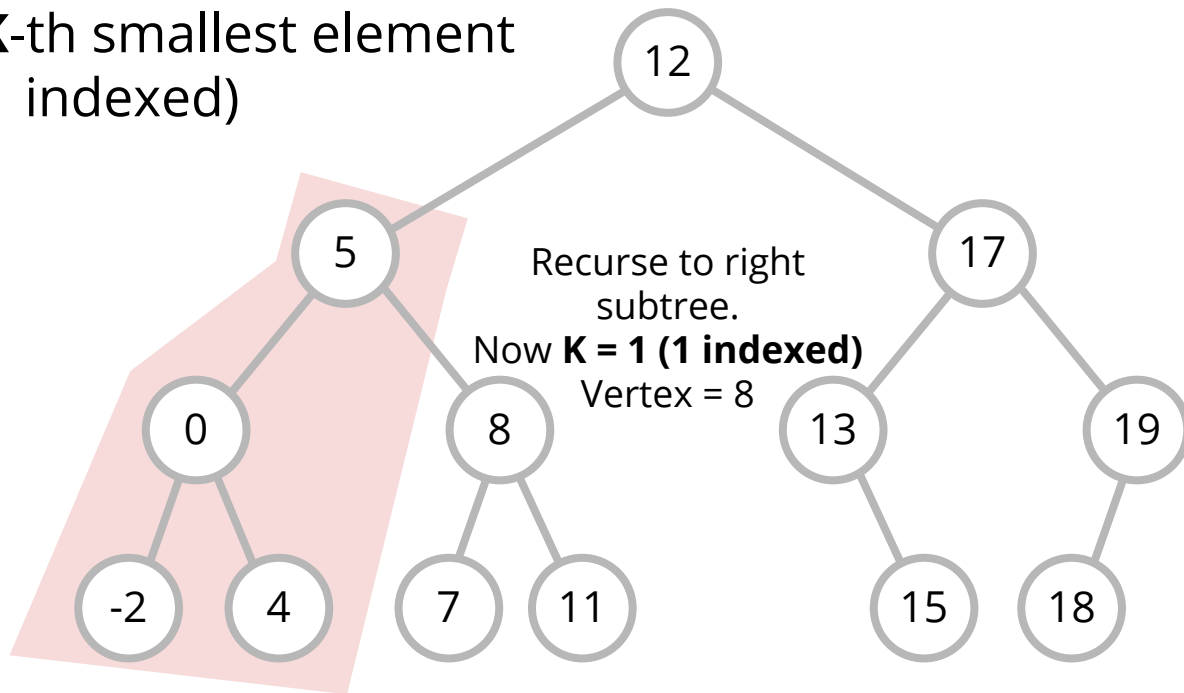 K-th smallest element
indexed)
12
5
17
Recurse to right
subtree.
Now K = 1 (1 indexed)
Vertex = 8
0
8
13
19
-2
4
7
11
15
18